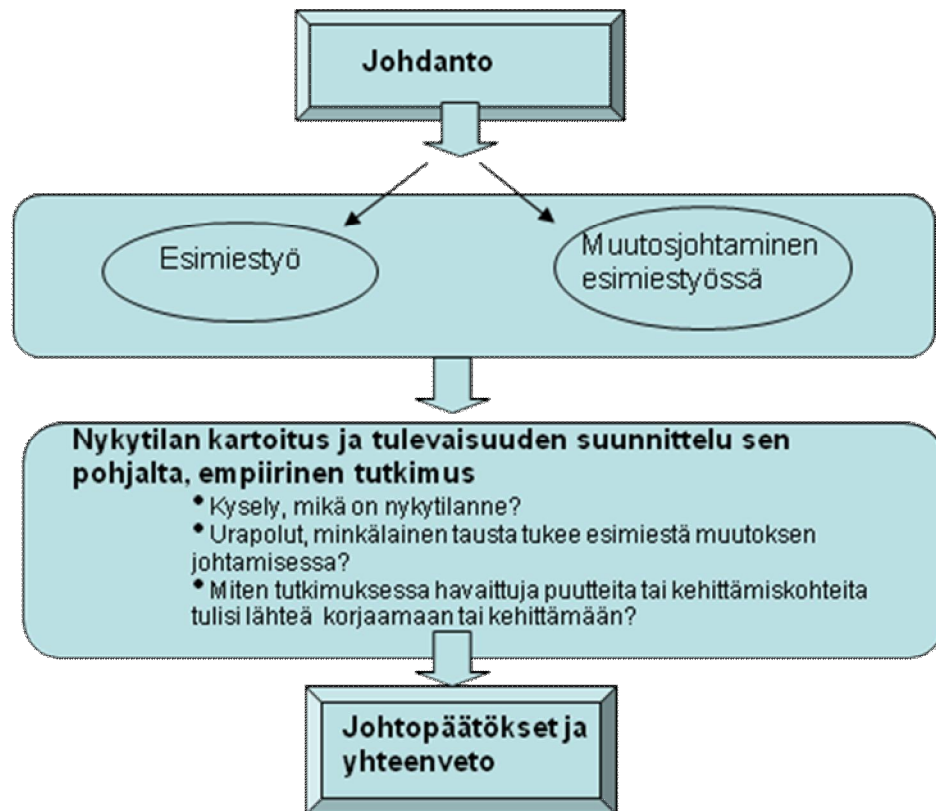 Johdanto
Esimiestyö
Muutosjohtaminen
esimiestyössä
Nykytilan kartoitus ja tulevaisuuden suunnittelu sen
pohjalta, empiirinen tutkimus
• Kysely, mikä on nykytilanne?
• Urapolut, minkälainen tausta tukee esimiestä muutoksen
johtamisessa?
• Miten tutkimuksessa havaittuja puutteita tai kehittämiskohteita
tulisi lähteä korjaamaan tai kehittämään?
Johtopäätökset ja
yhteenveto